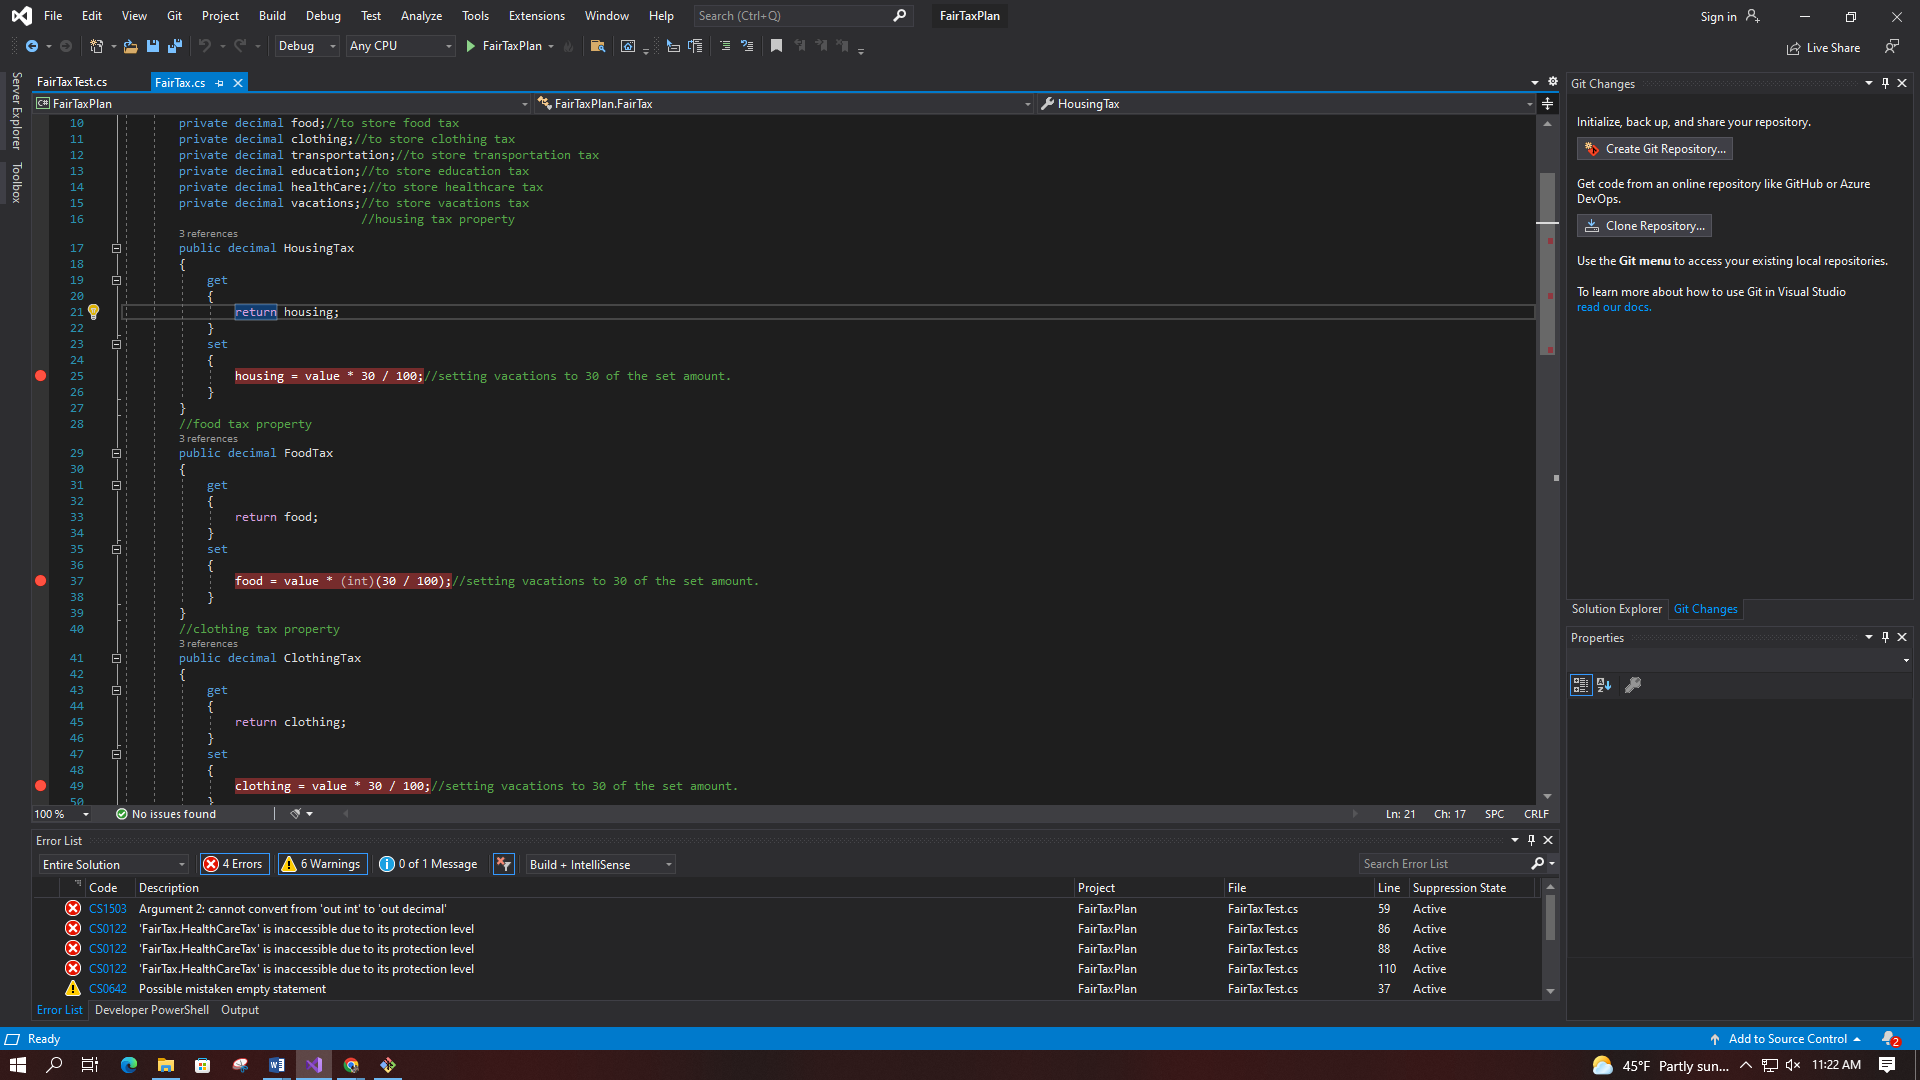 File Edit View Git Project Build Debug Test Analyze Tools Extensions Window Help Search (Ctrl+Q) FairTaxPlan Sign in
Debug Any CPU FairTaxPlan Live Share
Server Explorer
Toolbox
FairTaxTest.cs FairTax.cs
C# FairTaxPlan FairTaxPlan.FairTax HousingTax
10 private decimal food;//to store food tax
11 private decimal clothing;//to store clothing tax
12 private decimal transportation;//to store transportation tax
13 private decimal education;//to store education tax
14 private decimal healthCare;//to store healthcare tax
15 private decimal vacations;//to store vacations tax
16 //housing tax property
3 references
17 public decimal HousingTax
18 {
19 get
20 {
21 return housing;
22 }
23 set
24 {
25 housing = value * 30 / 100;//setting vacations to 30 of the set amount.
26 }
27 }
28 //food tax property
3 references
29 public decimal FoodTax
30 {
31 get
32 {
33 return food;
34 }
35 set
36 {
37 food = value * (int)(30 / 100);//setting vacations to 30 of the set amount.
38 }
39 }
40 //clothing tax property
3 references
41 public decimal ClothingTax
42 {
43 get
44 {
45 return clothing;
46 }
47 set
48 {
49 clothing = value * 30 / 100;//setting vacations to 30 of the set amount.
50 }
100 % No issues found Ln: 21 Ch: 17 SPC CRLF
Git Changes
Initialize, back up, and share your repository.
Create Git Repository...
Get code from an online repository like GitHub or Azure
DevOps.
Clone Repository...
Use the Git menu to access your existing local repositories.
To learn more about how to use Git in Visual Studio
read our docs.
Solution Explorer Git Changes
Properties
Error List
Entire Solution 4 Errors 6 Warnings 0 of 1 Message Build + IntelliSense Search Error List
Code Description Project File Line Suppression State
CS1503 Argument 2: cannot convert from 'out int' to 'out decimal' FairTaxPlan FairTaxTest.cs 59 Active
CS0122 'FairTax.HealthCareTax' is inaccessible due to its protection level FairTaxPlan FairTaxTest.cs 86 Active
CS0122 'FairTax.HealthCareTax' is inaccessible due to its protection level FairTaxPlan FairTaxTest.cs 88 Active
CS0122 'FairTax.HealthCareTax' is inaccessible due to its protection level FairTaxPlan FairTaxTest.cs 110 Active
CS0642 Possible mistaken empty statement FairTaxPlan FairTaxTest.cs 37 Active
Error List Developer PowerShell Output
Ready Add to Source Control 2
45°F Partly sun... 11:22 AM